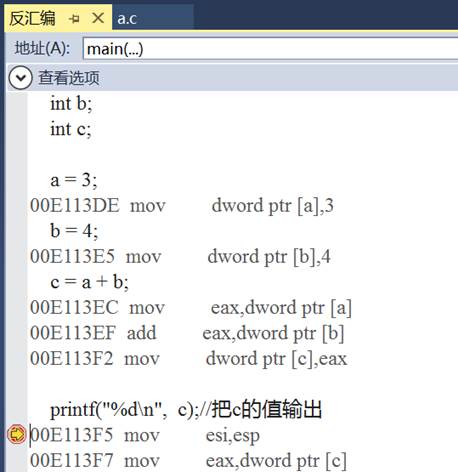 反汇编 a.c
地址(A): main(...)
查看选项
int b;
int c;
a = 3;
00E113DE mov dword ptr [a],3
b = 4;
00E113E5 mov dword ptr [b],4
c = a + b;
00E113EC mov eax,dword ptr [a]
00E113EF add eax,dword ptr [b]
00E113F2 mov dword ptr [c],eax
printf("%d\n", c);//把c的值输出
00E113F5 mov esi,esp
00E113F7 mov eax,dword ptr [c]